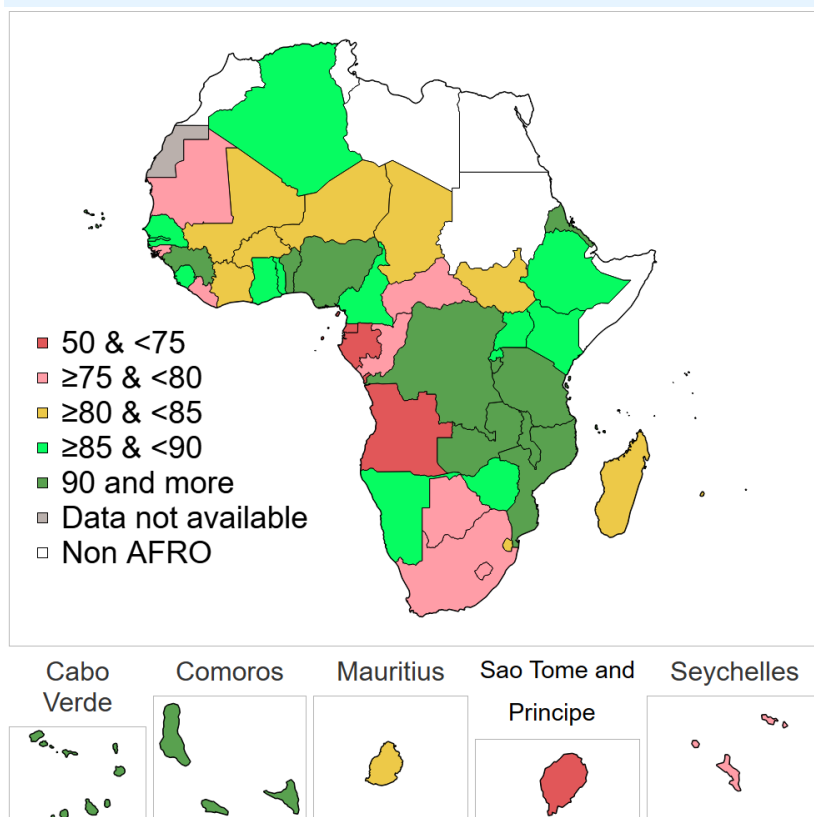 50 & <75
≥75 & <80
≥80 & <85
≥85 & <90
90 and more
Data not available
Non AFRO
Cabo
Verde
Comoros
Mauritius
Sao Tome and
Principe
Seychelles